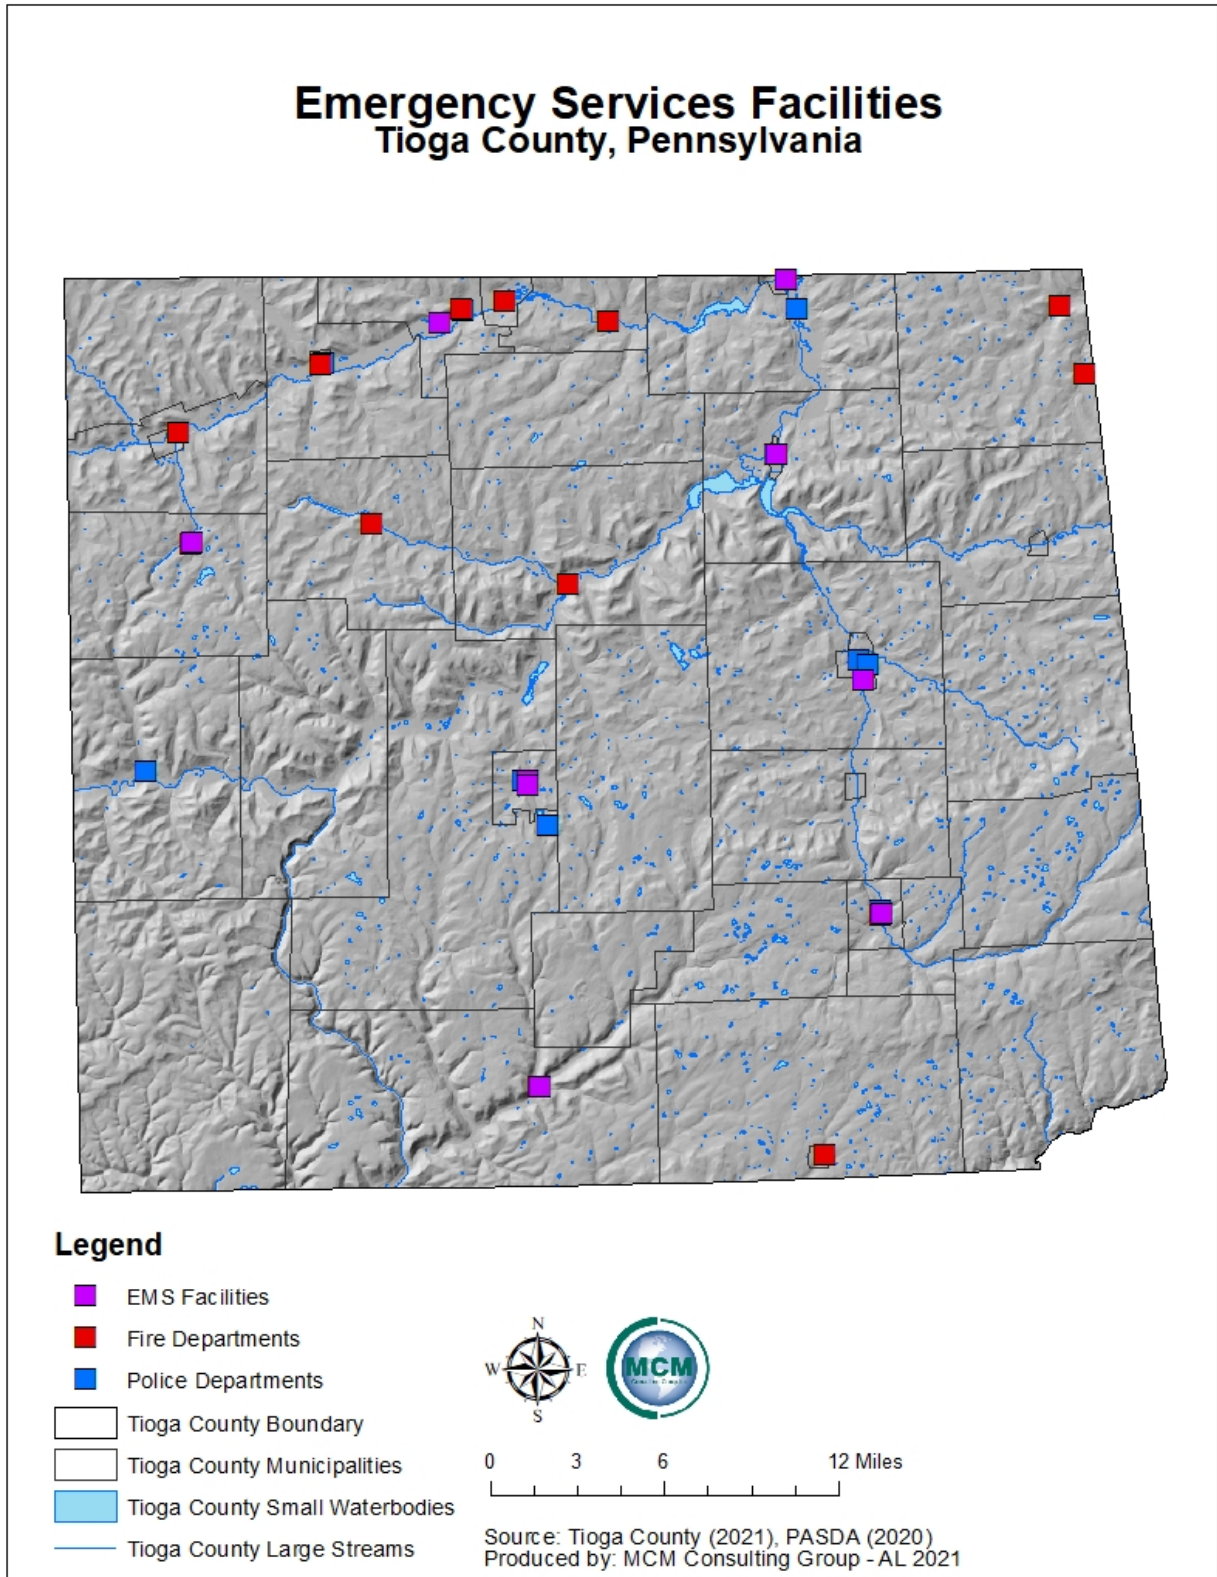 Emergency Services Facilities
Tioga County, Pennsylvania
Legend
EMS Facilities
Fire Departments
Police Departments
Tioga County Boundary
Tioga County Municipalities
Tioga County Small Waterbodies
Tioga County Large Streams
N
W E
S
MCM
0 3 6 12 Miles
Source: Tioga County (2021), PASDA (2020)
Produced by: MCM Consulting Group - AL 2021